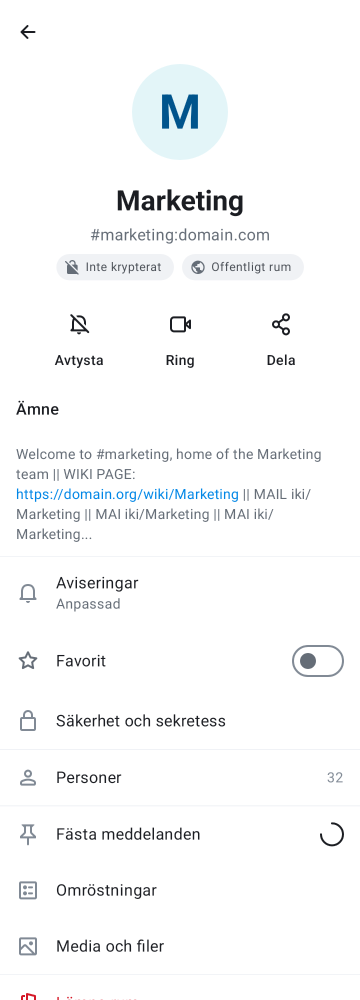 M
Marketing
#marketing:domain.com
Inte krypterat
Offentligt rum
Avtysta
Ring
Dela
Ämne
Welcome to #marketing, home of the Marketing
team || WIKI PAGE:
https://domain.org/wiki/Marketing || MAIL iki/
Marketing || MAI iki/Marketing || MAI iki/
Marketing...
Aviseringar
Anpassad
Favorit
Säkerhet och sekretess
Personer 32
Fästa meddelanden
Omröstningar
Media och filer